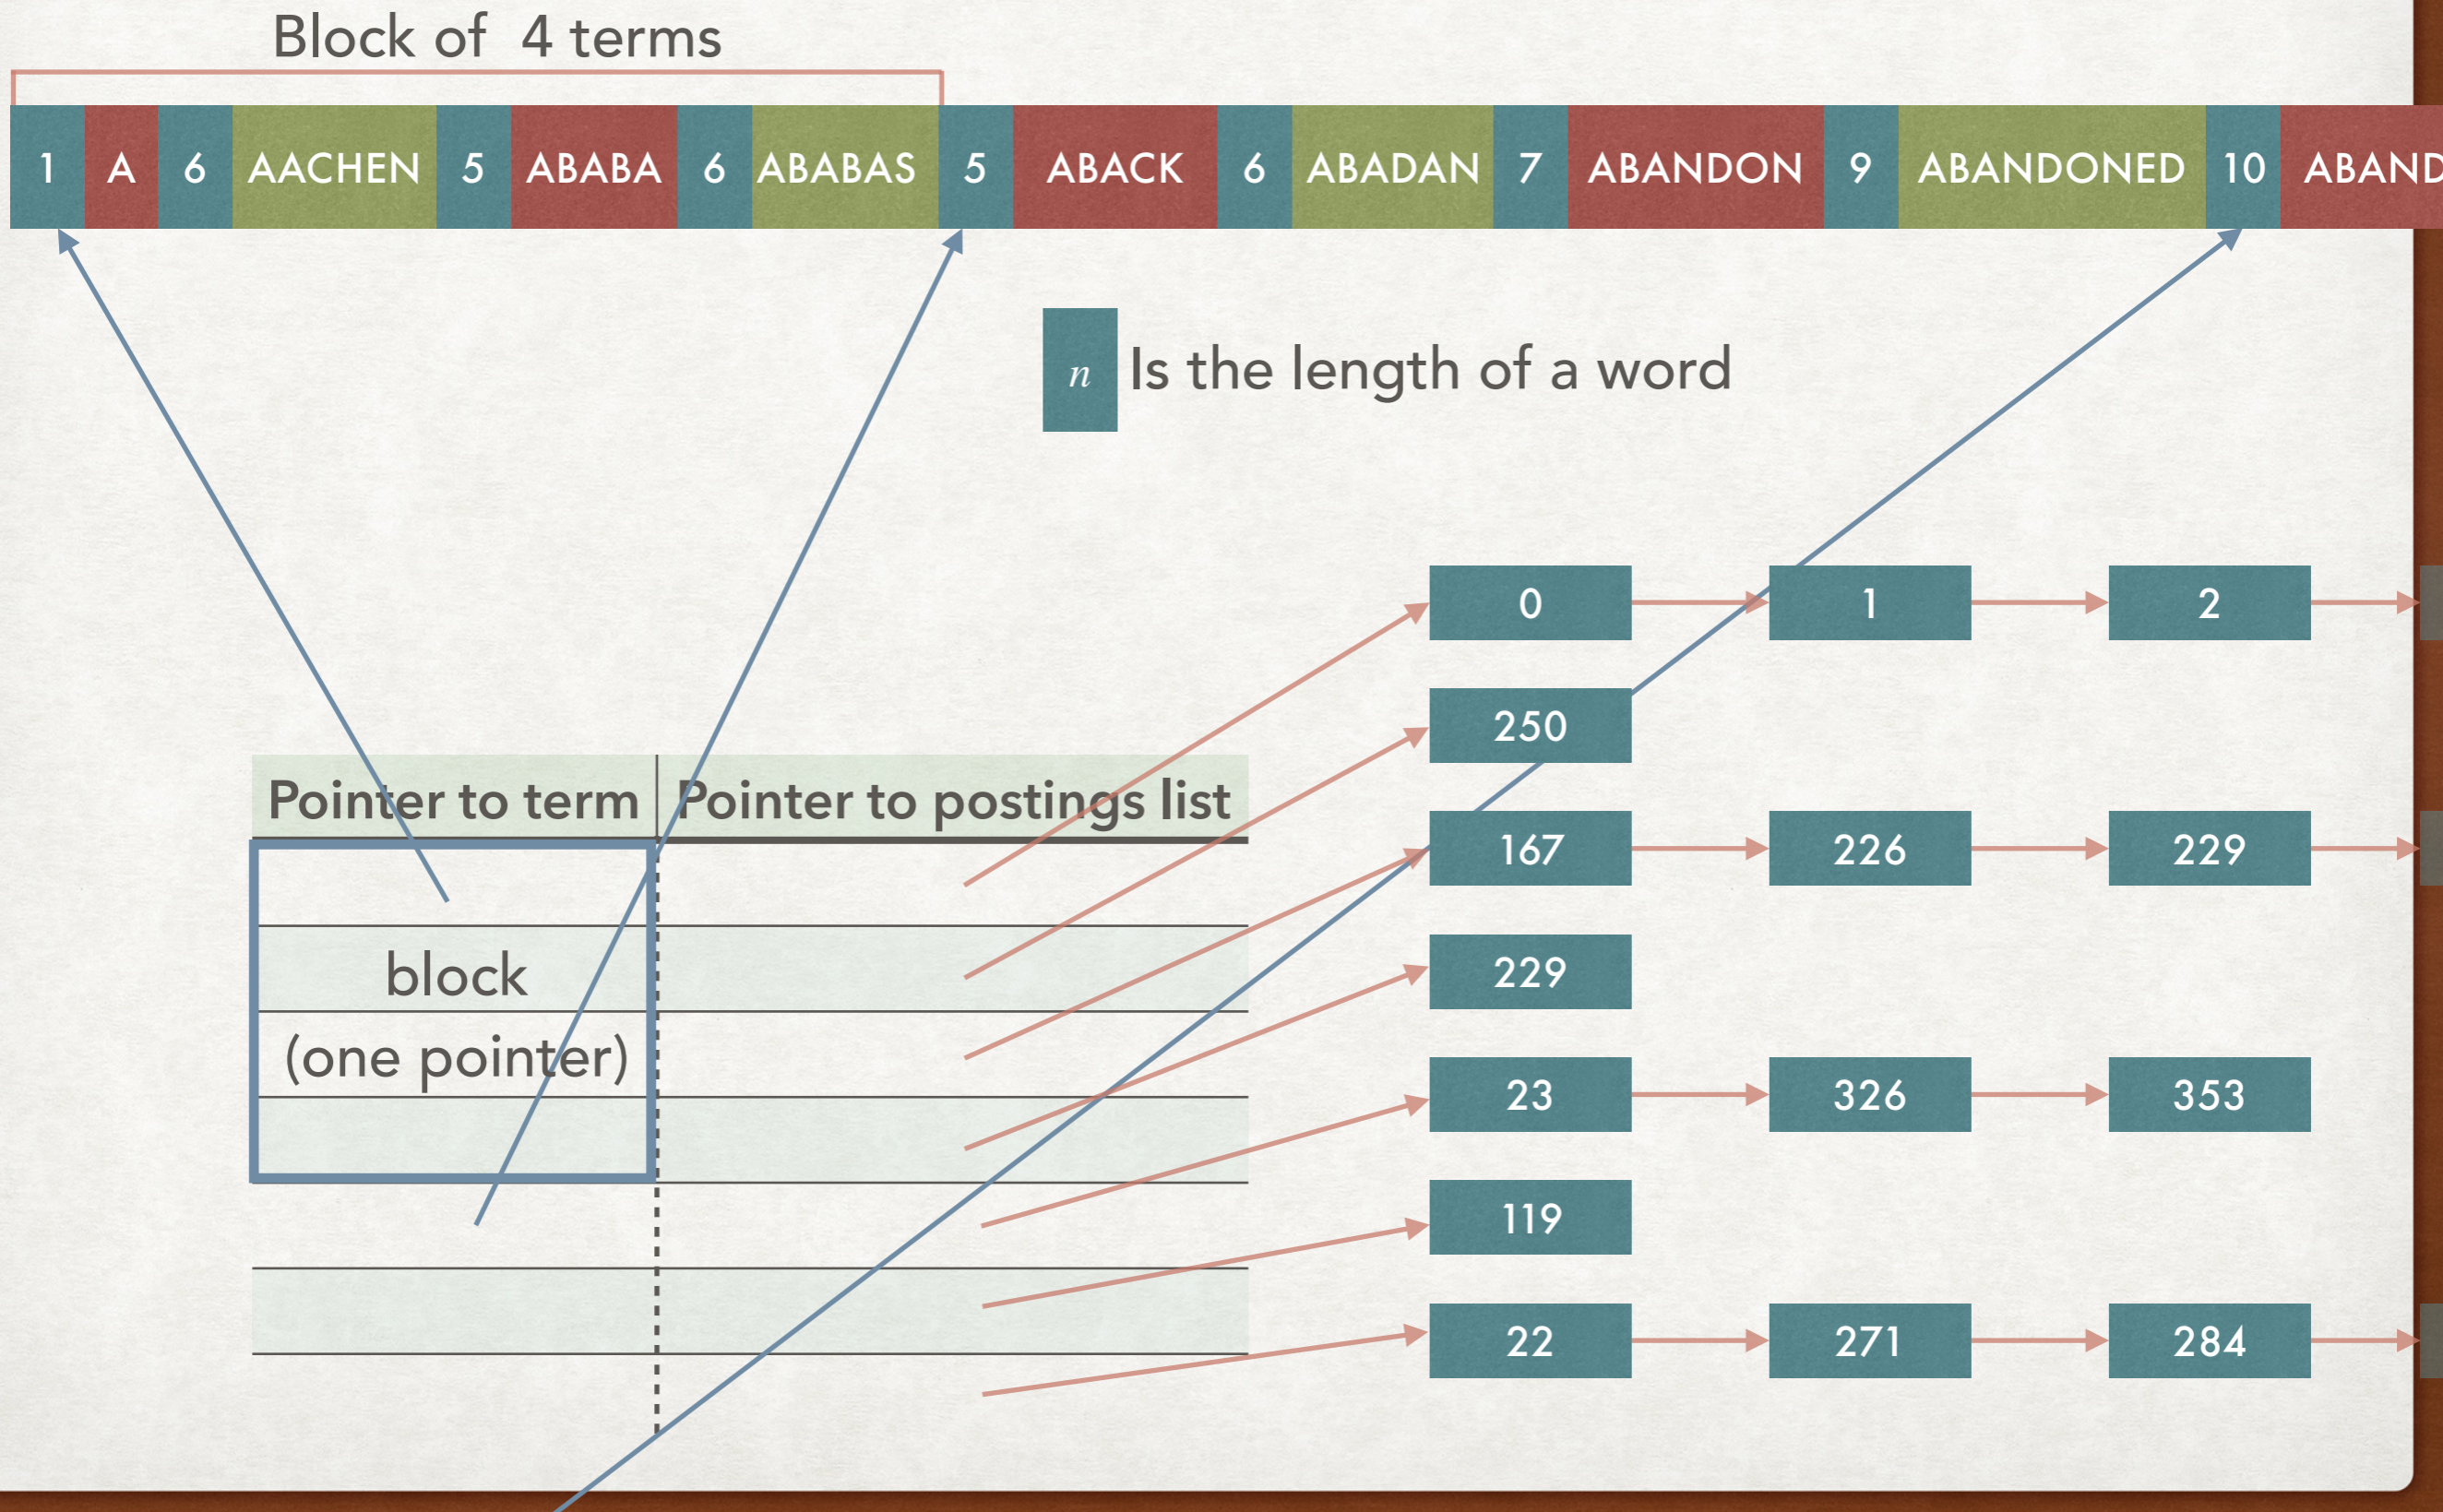 Block of 4 terms
1 A 6 AACHEN 5 ABABA 6 ABABAS 5 ABACK 6 ABADAN 7 ABANDON 9 ABANDONED 10 ABAND
n Is the length of a word
0 1 2
250
Pointer to term Pointer to postings list
167 226 229
block
229
(one pointer)
23 326 353
119
22 271 284